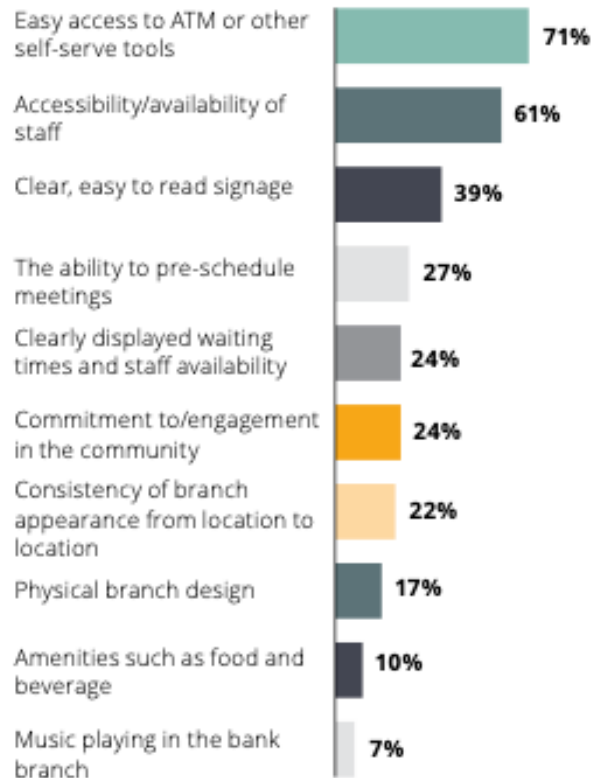 Easy access to ATM or other
self-serve tools
71%
Accessibility/availability of
staff
61%
Clear, easy to read signage
39%
The ability to pre-schedule
meetings
27%
Clearly displayed waiting
times and staff availability
24%
Commitment to/engagement
in the community
24%
Consistency of branch
appearance from location to
location
22%
Physical branch design
17%
Amenities such as food and
beverage
10%
Music playing in the bank
branch
7%